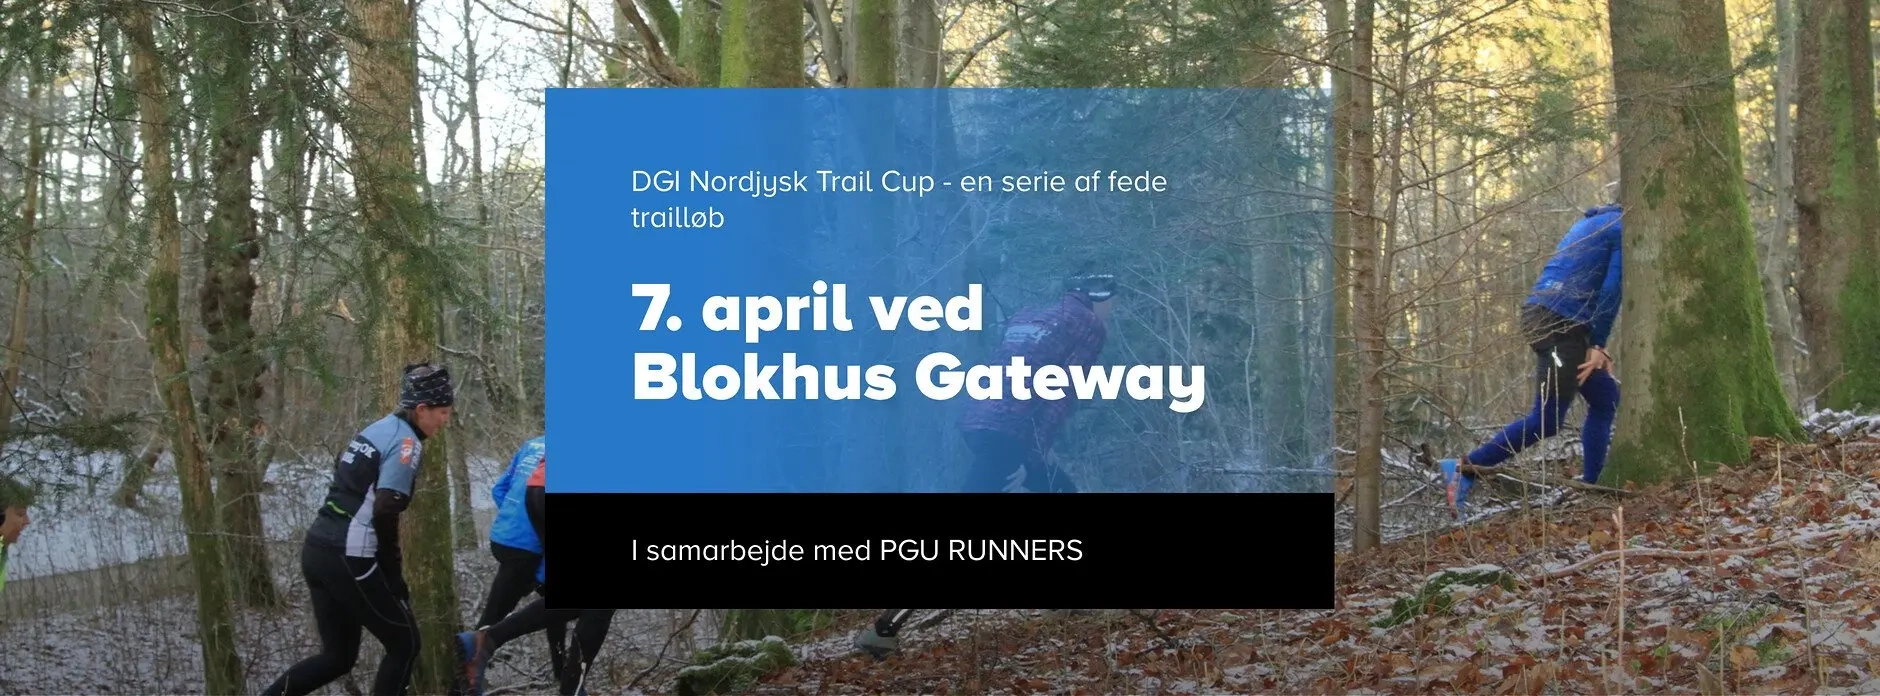 DGI Nordjysk Trail Cup - en serie af fede
trailløb
7. april ved
Blokhus Gateway
I samarbejde med PGU RUNNERS